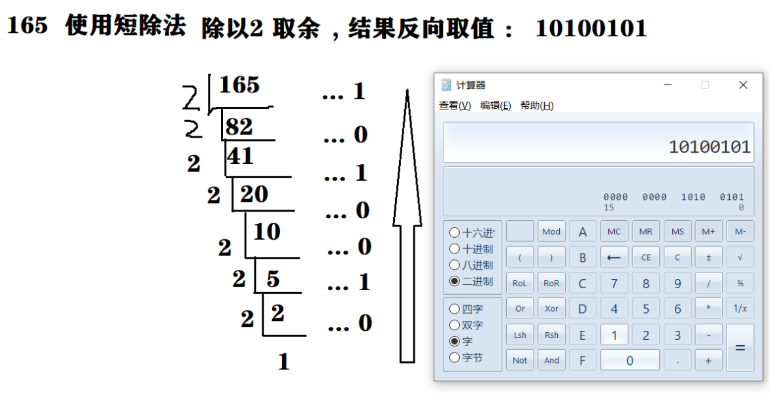 165 使用短除法 除以2 取余 , 结果反向取值 : 10100101
2 165 ... 1
2 82 ... 0
2 41 ... 1
2 20 ... 0
2 10 ... 0
2 5 ... 1
2 2 ... 0
1
计算器
查看(V) 编辑(E) 帮助(H)
10100101
0000 0000 1010 0101
15 0
十六进
十进制
八进制
二进制
四字
双字
字
字节
Mod A MC MR MS M+ M-
( ) B ← CE C ± √
RoL RoR C 7 8 9 / %
Or Xor D 4 5 6 * 1/x
Lsh Rsh E 1 2 3 - =
Not And F 0 . +